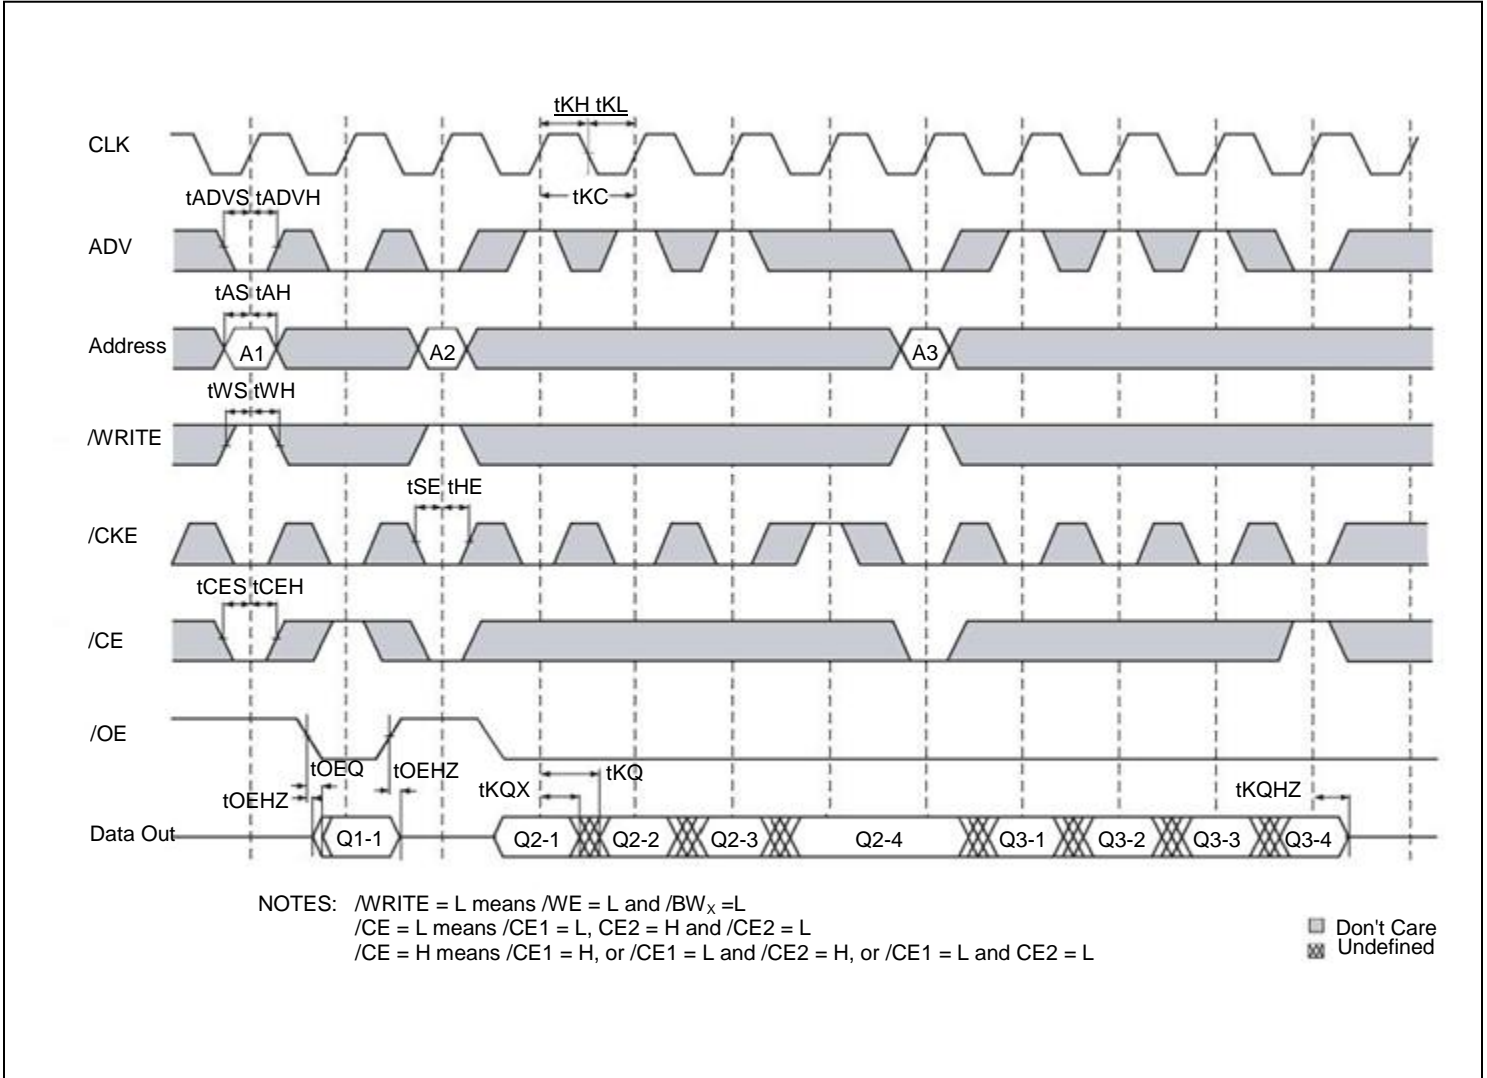 tKH tKL
CLK
tKC
tADVS tADVH
ADV
tAS tAH
Address
A1
A2
A3
tWS tWH
/WRITE
tSE tHE
/CKE
tCES tCEH
/CE
/OE
tOEQ
tOEHZ
tOEHZ
tKQX
tKQ
tKQHZ
Data Out
Q1-1
Q2-1
Q2-2
Q2-3
Q2-4
Q3-1
Q3-2
Q3-3
Q3-4
NOTES: /WRITE = L means /WE = L and /BWX =L
/CE = L means /CE1 = L, CE2 = H and /CE2 = L
/CE = H means /CE1 = H, or /CE1 = L and /CE2 = H, or /CE1 = L and CE2 = L
Don't Care
Undefined